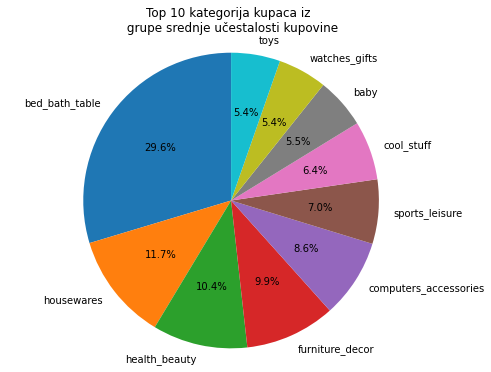 Top 10 kategorija kupaca iz
grupe srednje učestalosti kupovine
toys
watches_gifts
baby
cool_stuff
sports_leisure
computers_accessories
furniture_decor
health_beauty
housewares
bed_bath_table
5.4%
5.4%
5.5%
6.4%
7.0%
8.6%
9.9%
10.4%
11.7%
29.6%